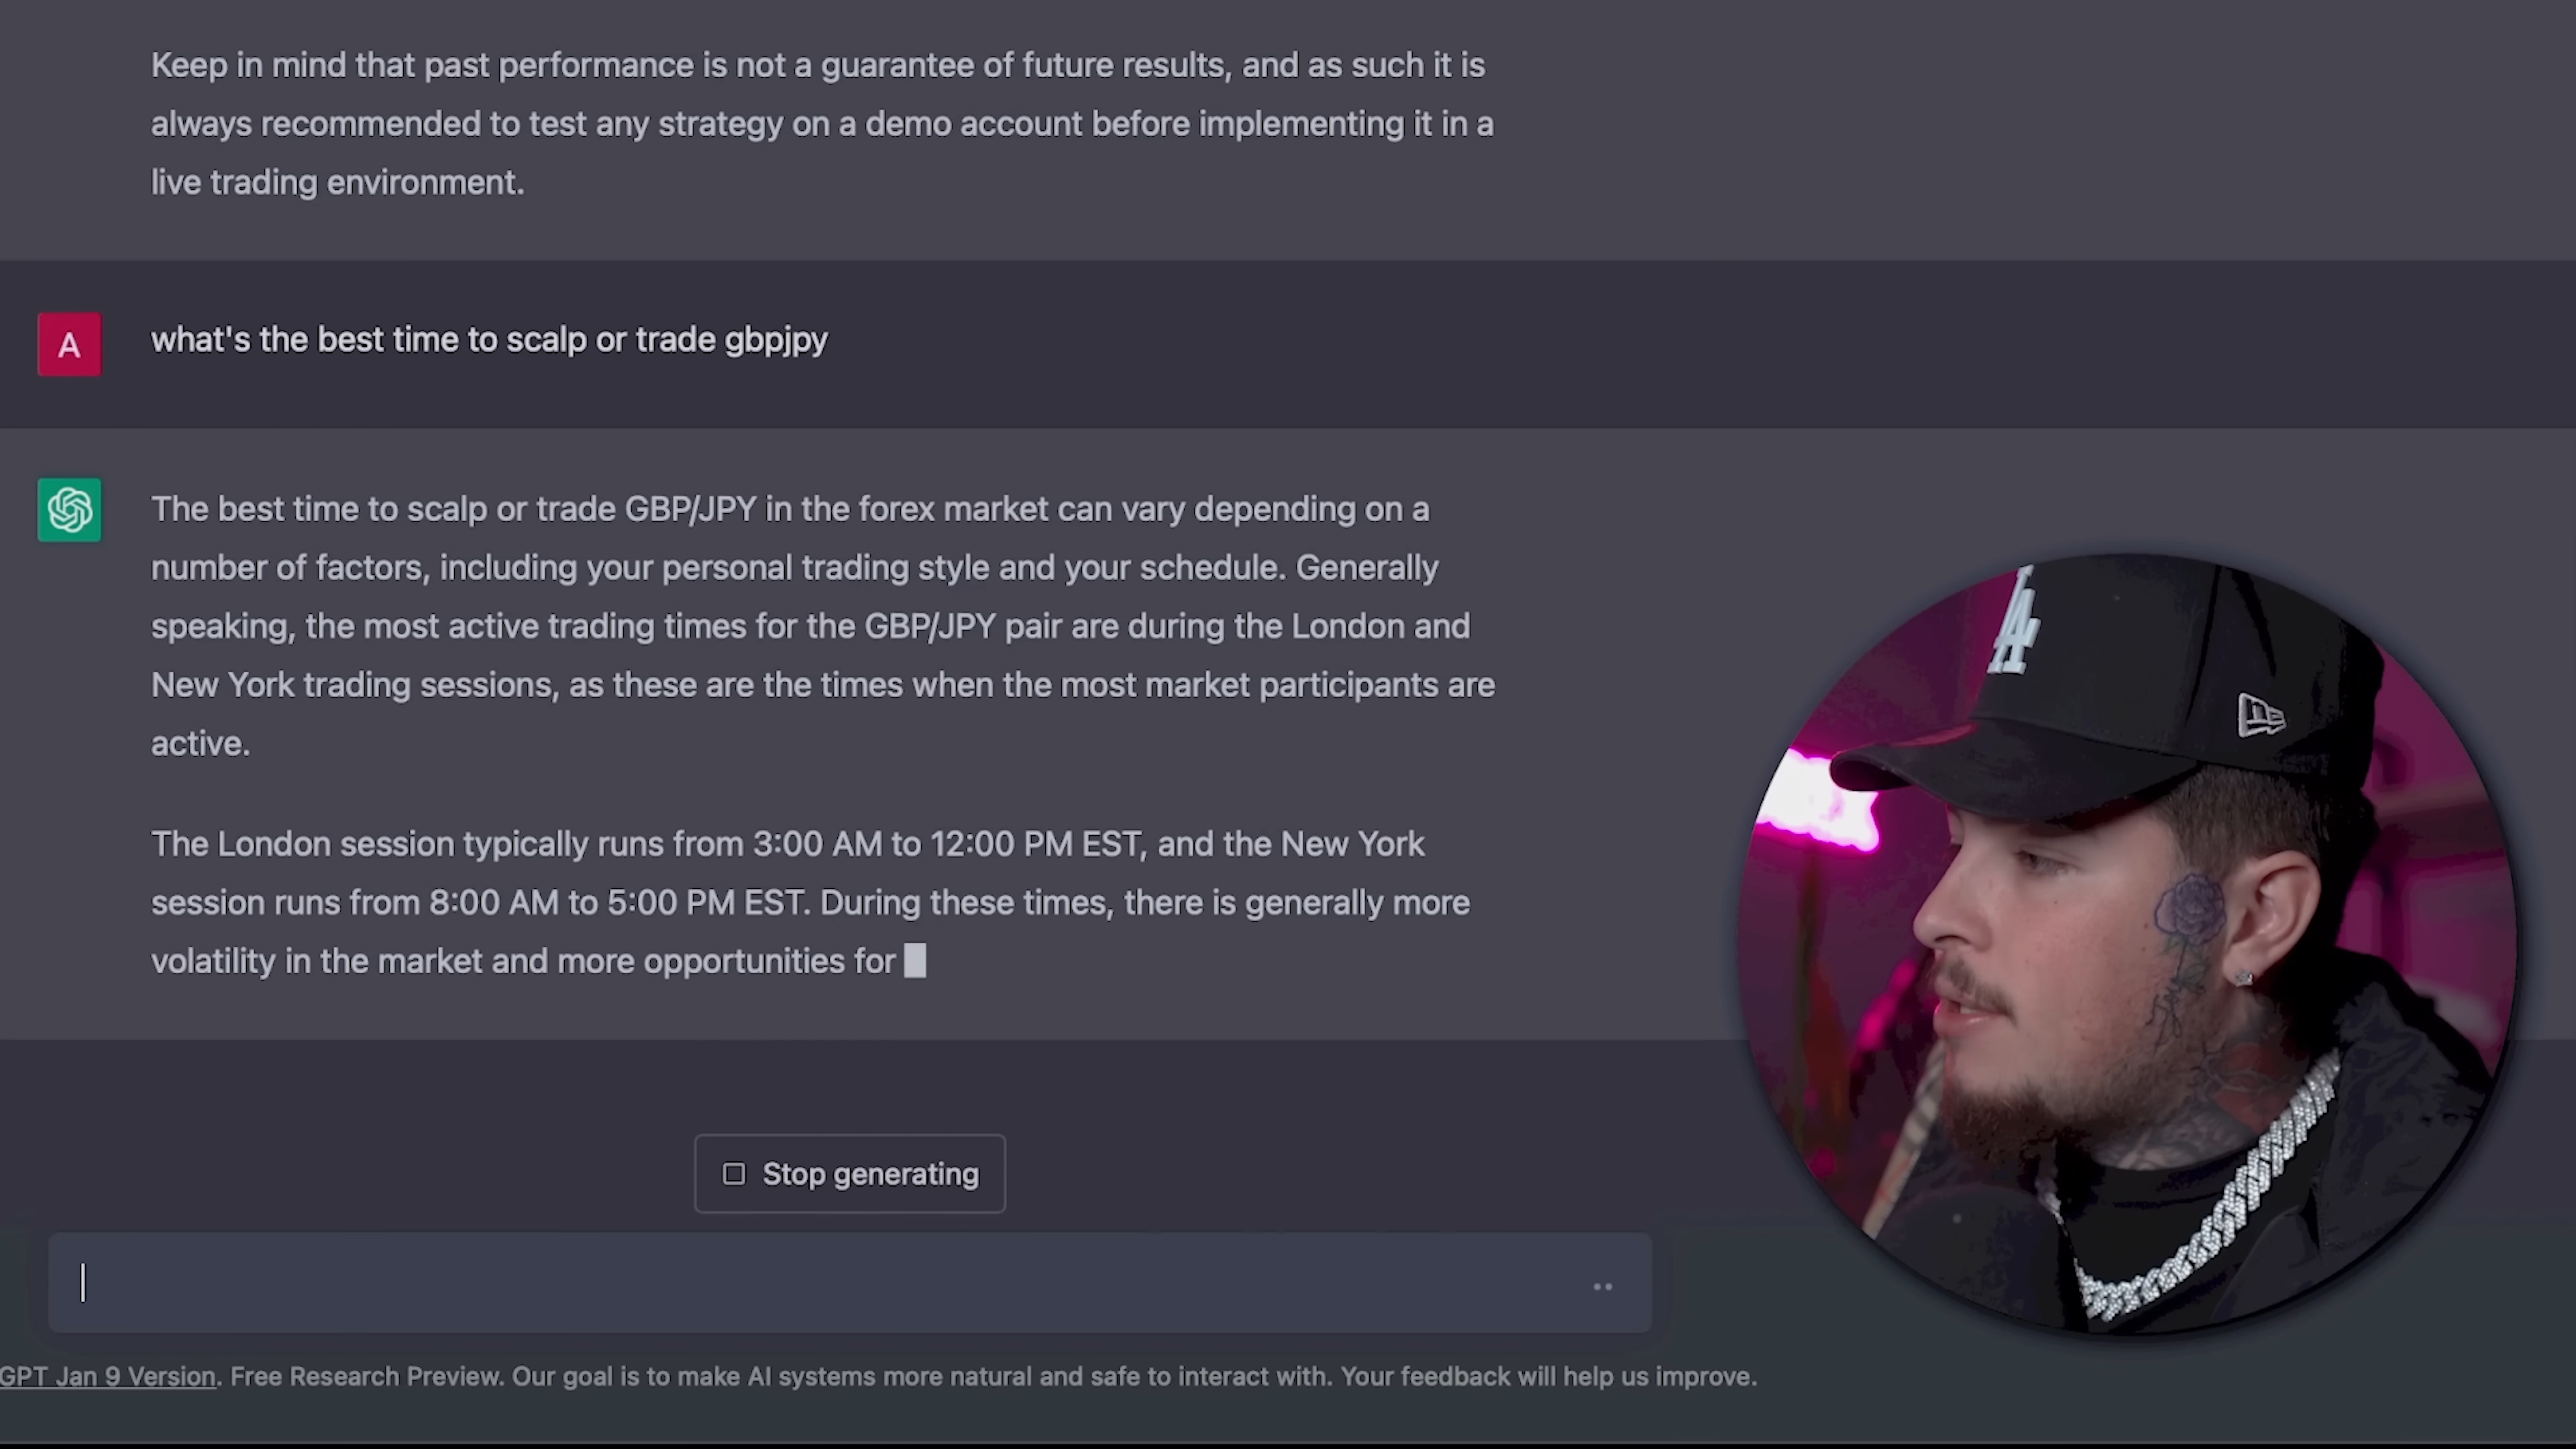 Keep in mind that past performance is not a guarantee of future results, and as such it is
always recommended to test any strategy on a demo account before implementing it in a
live trading environment.
A
what's the best time to scalp or trade gbpjpy
The best time to scalp or trade GBP/JPY in the forex market can vary depending on a
number of factors, including your personal trading style and your schedule. Generally
speaking, the most active trading times for the GBP/JPY pair are during the London and
New York trading sessions, as these are the times when the most market participants are
active.
The London session typically runs from 3:00 AM to 12:00 PM EST, and the New York
session runs from 8:00 AM to 5:00 PM EST. During these times, there is generally more
volatility in the market and more opportunities for
LA
Stop generating
GPT Jan 9 Version. Free Research Preview. Our goal is to make AI systems more natural and safe to interact with. Your feedback will help us improve.